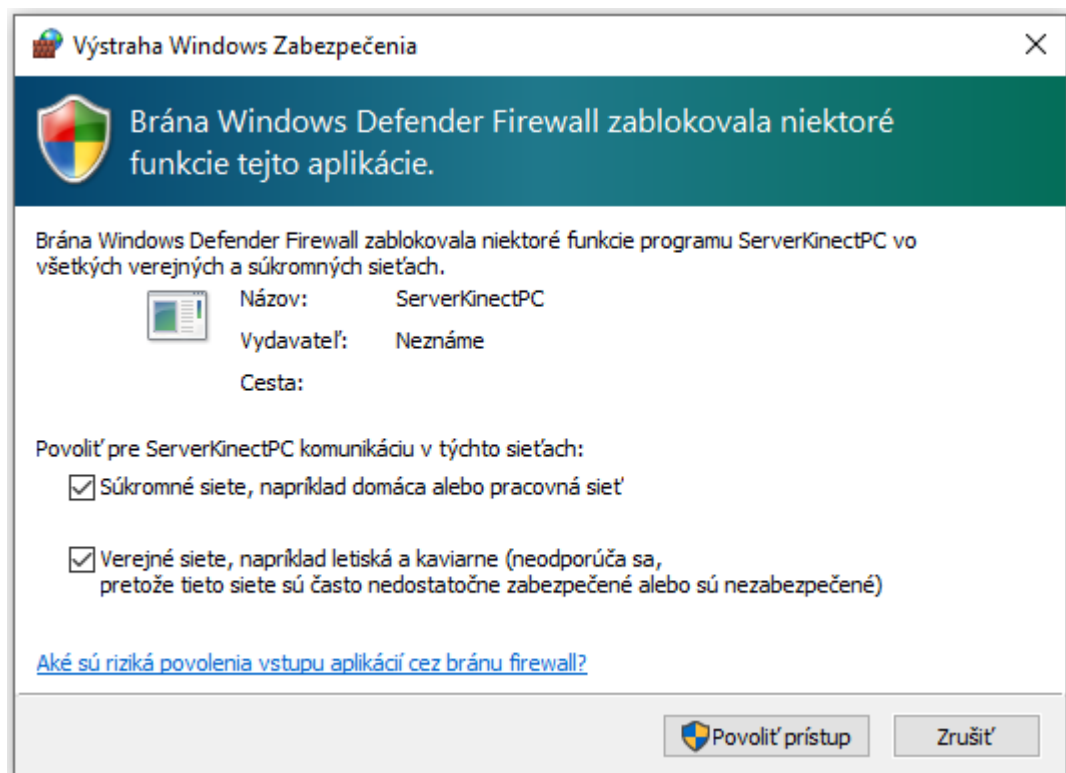 Výstraha Windows Zabezpečenia
Brána Windows Defender Firewall zablokovala niektoré
funkcie tejto aplikácie.
Brána Windows Defender Firewall zablokovala niektoré funkcie programu ServerKinectPC vo
všetkých verejných a súkromných sieťach.
Názov: ServerKinectPC
Vydavateľ: Neznáme
Cesta:
Povoliť pre ServerKinectPC komunikáciu v týchto sieťach:
Súkromné siete, napríklad domáca alebo pracovná sieť
Verejné siete, napríklad letiská a kaviarne (neodporúča sa,
pretože tieto siete sú často nedostatočne zabezpečené alebo sú nezabezpečené)
Aké sú riziká povolenia vstupu aplikácií cez bránu firewall?
Povoliť prístup Zrušiť